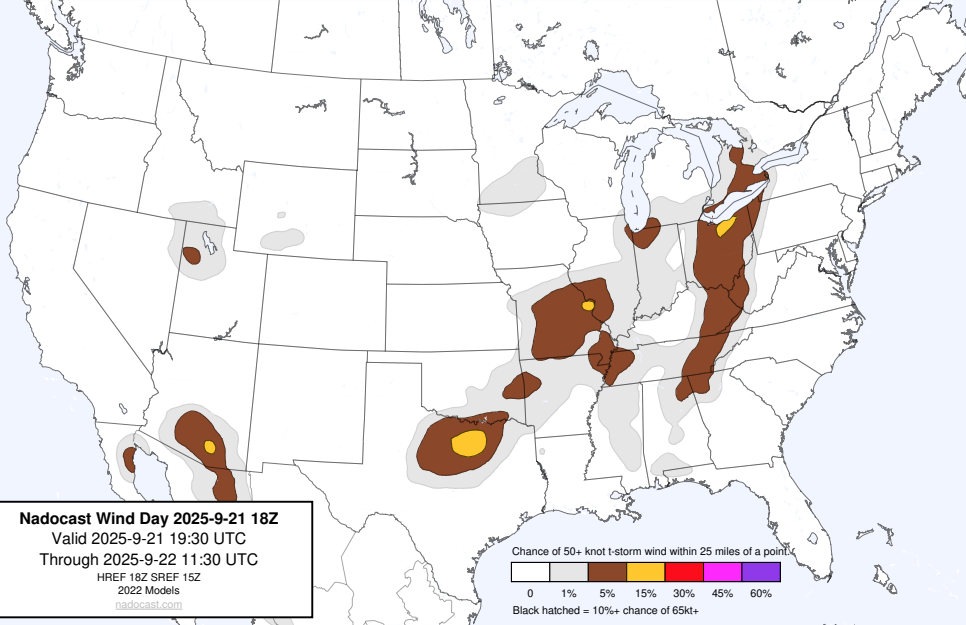 Nadocast Wind Day 2025-9-21 18Z
Valid 2025-9-21 19:30 UTC
Through 2025-9-22 11:30 UTC
HREF 18Z SREF 15Z
2022 Models
nadocast.com
Chance of 50+ knot t-storm wind within 25 miles of a point.
0 1% 5% 15% 30% 45% 60%
Black hatched = 10%+ chance of 65kt+